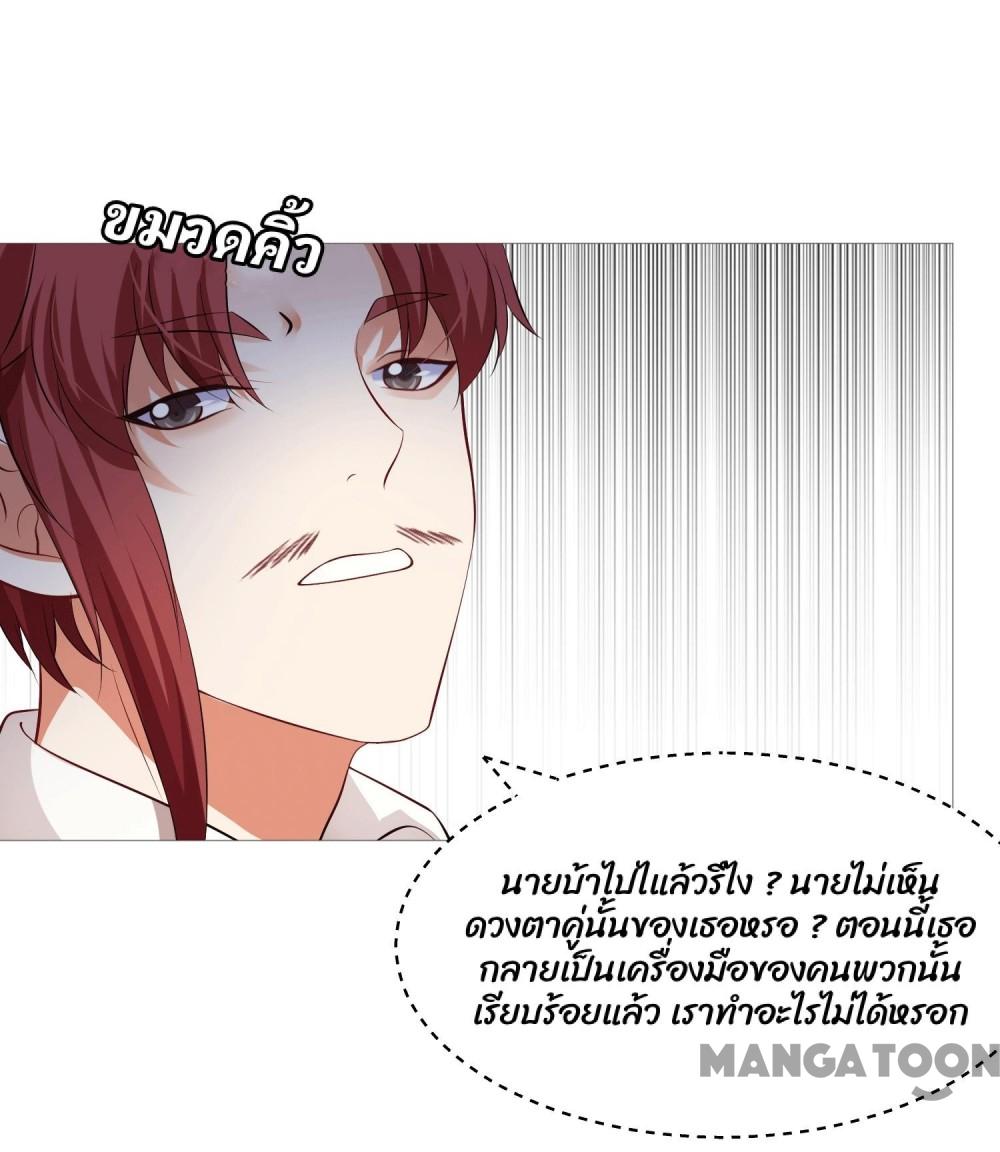 ขมวดคิ้ว
นายบ้าไปไแล้วรึไง ? นายไม่เห็น
ดวงตาคู่นั้นของเธอหรอ ? ตอนนี้เธอ
กลายเป็นเครื่องมือของคนพวกนั้น
เรียบร้อยแล้ว เราทำอะไรไม่ได้หรอก
MANGATOON